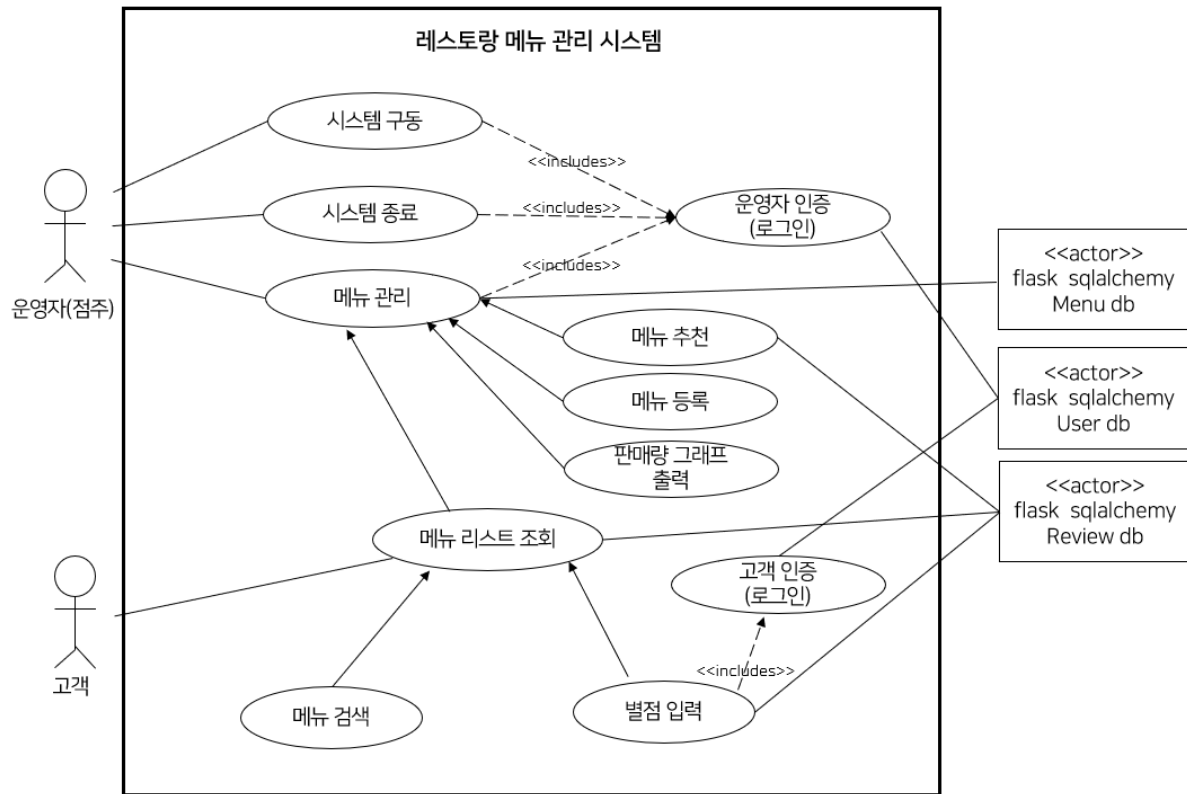 레스토랑 메뉴 관리 시스템
시스템 구동
<<includes>>
시스템 종료
<<includes>>
운영자 인증
(로그인)
<<includes>>
메뉴 관리
운영자(점주)
<<actor>>
flask sqlalchemy
Menu db
메뉴 추천
메뉴 등록
<<actor>>
flask sqlalchemy
User db
판매량 그래프
출력
<<actor>>
flask sqlalchemy
Review db
메뉴 리스트 조회
고객 인증
(로그인)
고객
<<includes>>
메뉴 검색
별점 입력